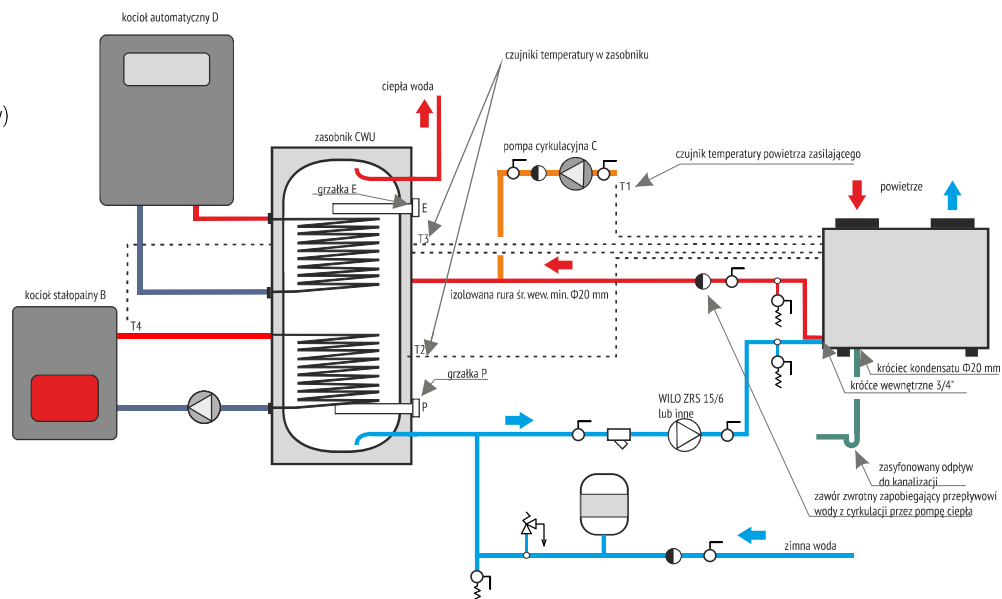 kocioł automatyczny D
czujniki temperatury w zasobniku
ciepła woda
y)
zasobnik CWU
pompa cyrkulacyjna C
czujnik temperatury powietrza zasilającego
grzałka E
T1
powietrze
E
T3
kocioł stałopalny B
izolowana rura śr. wew. min. Φ20 mm
T4
T2
króciec kondensatu Φ20 mm
grzałka P
króćce wewnętrzne 3/4"
P
WILO ZRS 15/6
lub inne
zasyfonowany odpływ
do kanalizacji
zawór zwrotny zapobiegający przepływowi
wody z cyrkulacji przez pompę ciepła
zimna woda